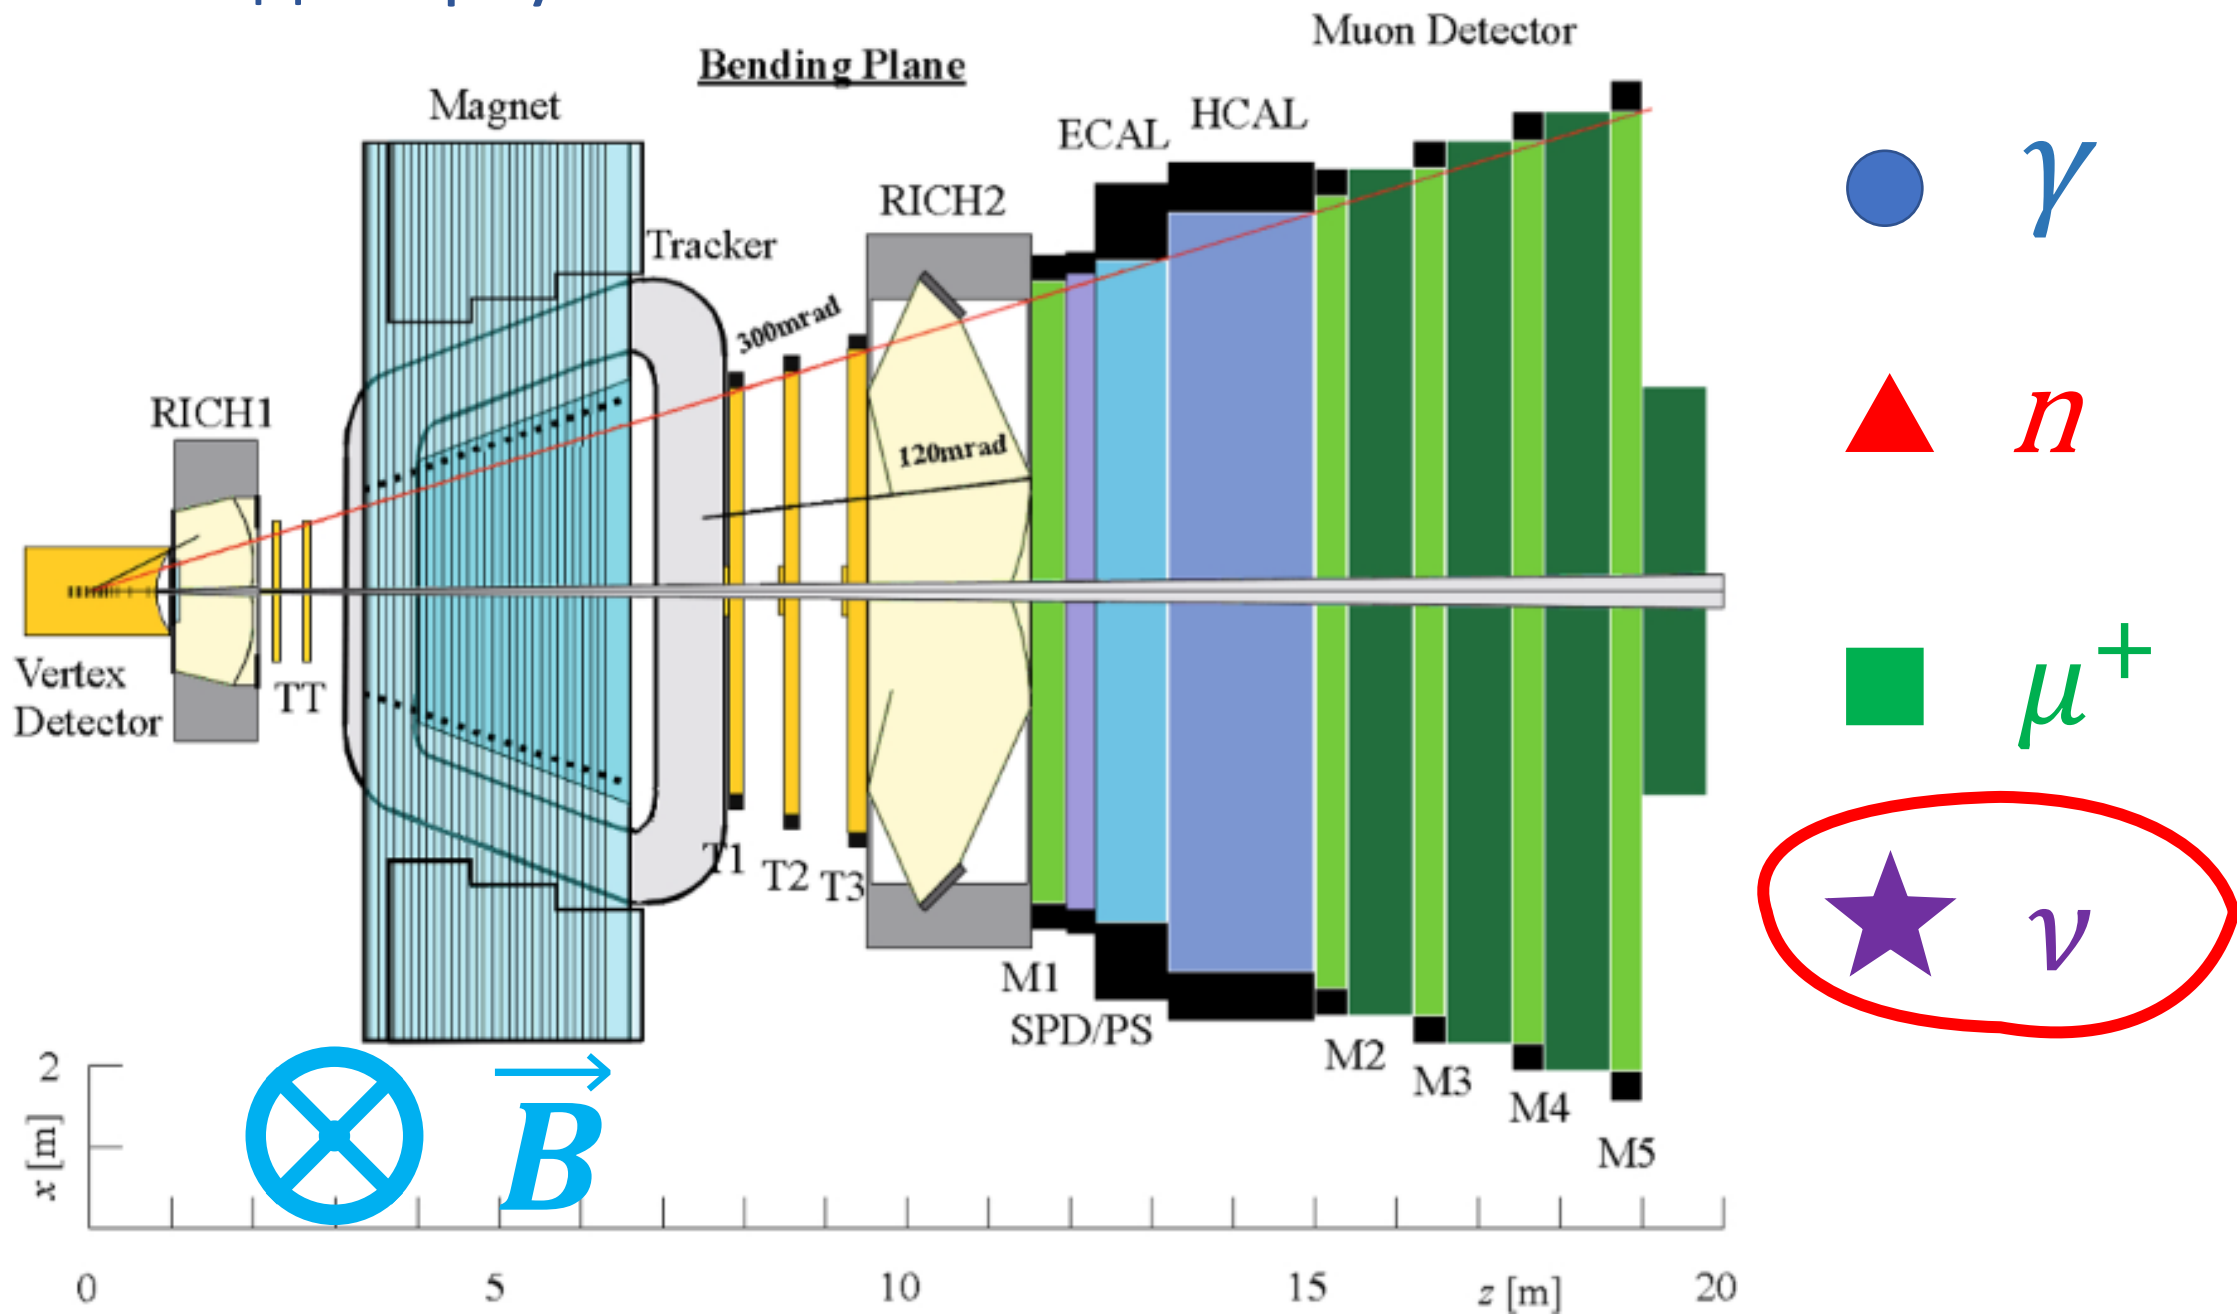 Bending Plane
Muon Detector
Magnet
ECAL
HCAL
RICH2
Tracker
300mrad
RICH1
120mrad
Vertex
Detector
TT
T1
T2
T3
M1
SPD/PS
M2
M3
M4
M5
γ
n
μ⁺
ν
B⃗
2
x [m]
0
5
10
15
z [m]
20